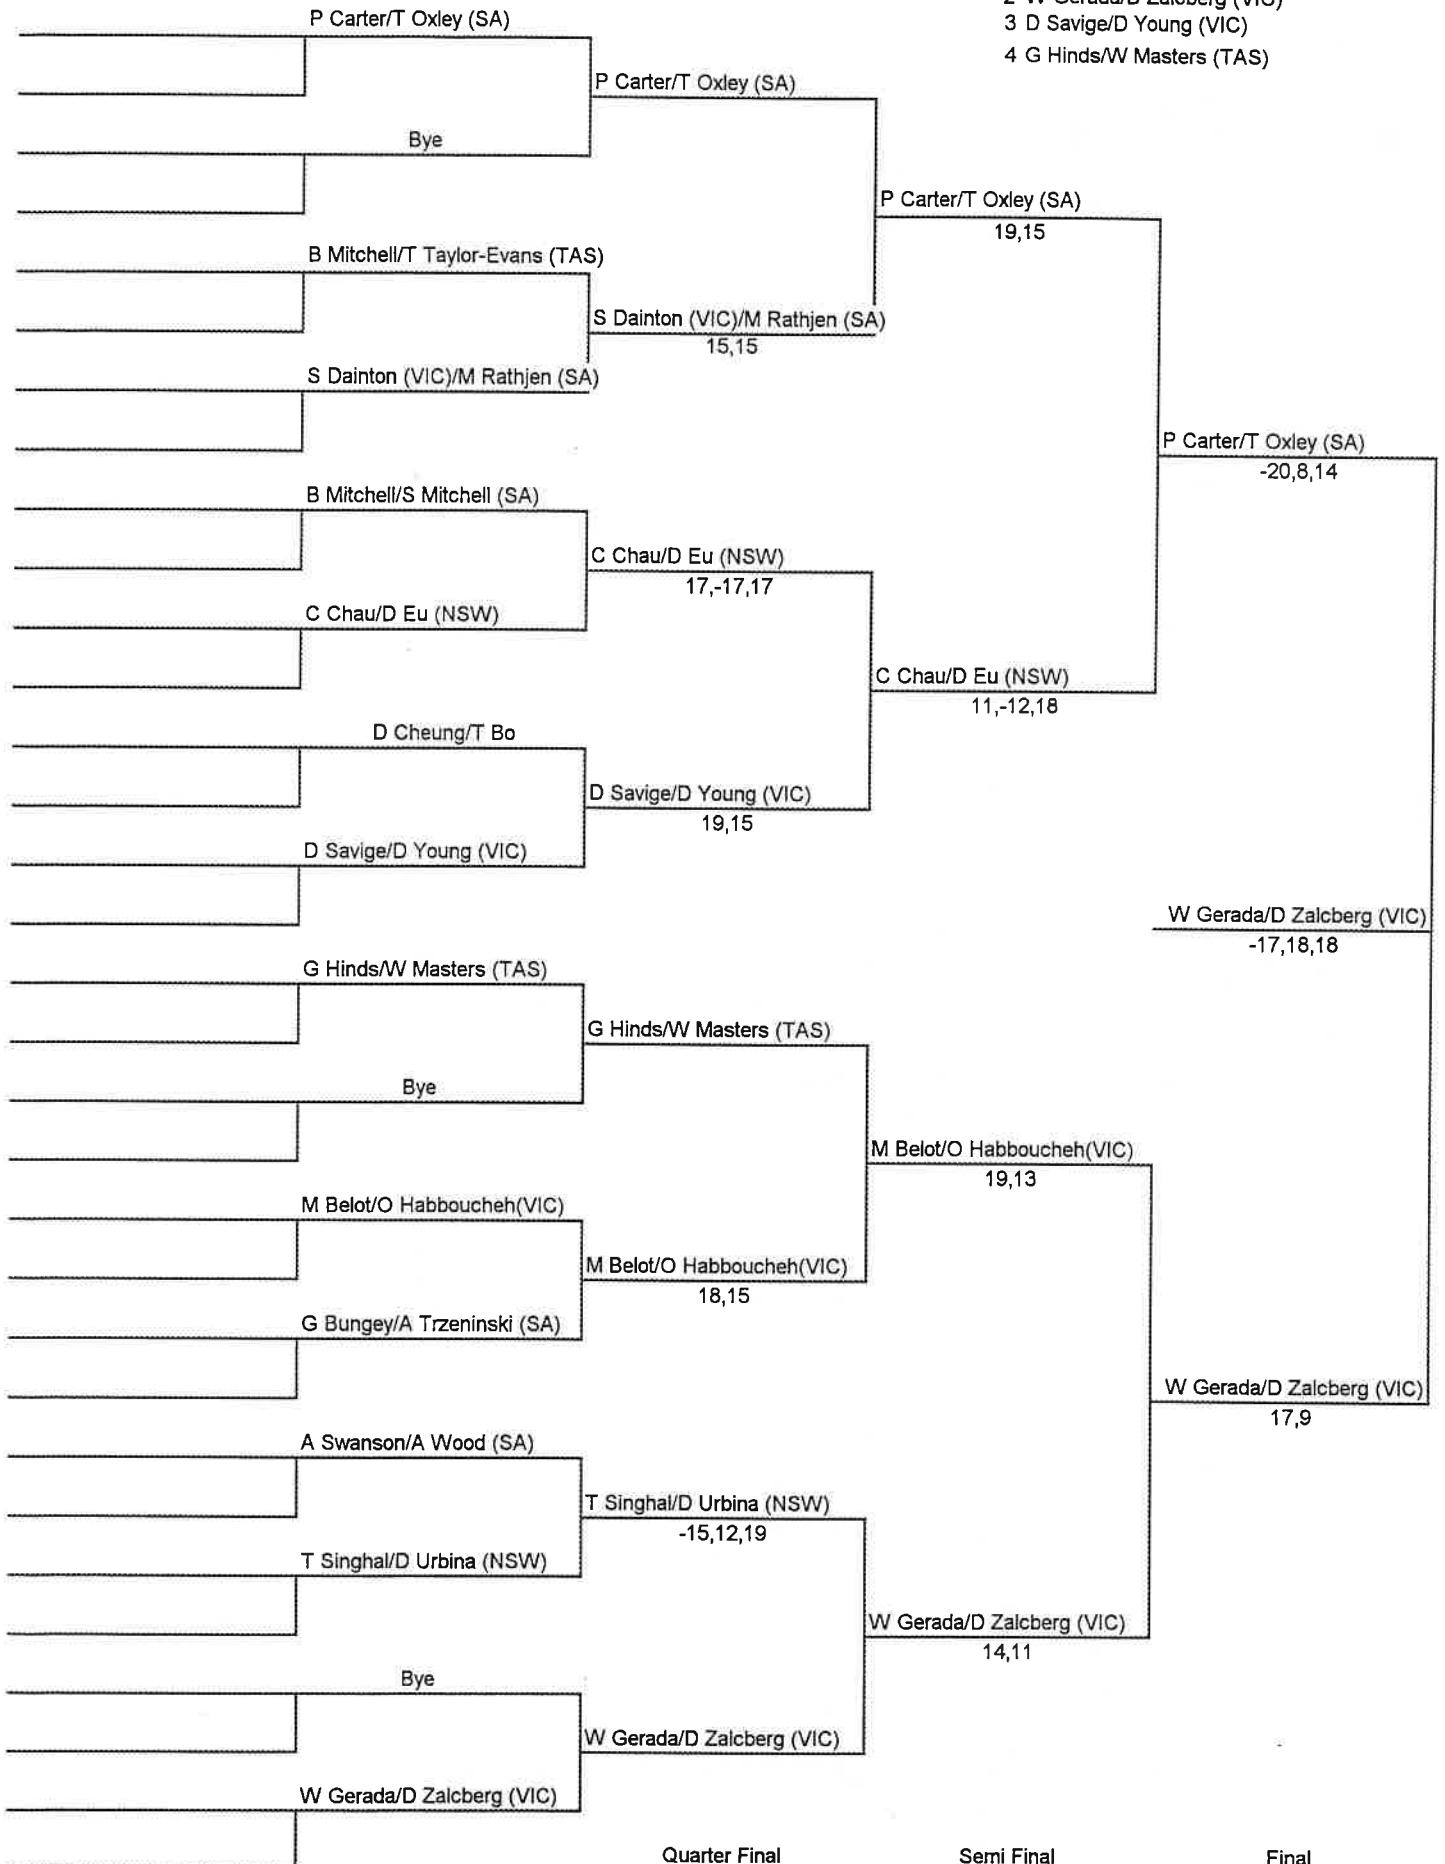 2 W Gerada/D Zalcberg (VIC)
3 D Savige/D Young (VIC)
4 G Hinds/W Masters (TAS)
P Carter/T Oxley (SA)
P Carter/T Oxley (SA)
Bye
P Carter/T Oxley (SA)
19,15
B Mitchell/T Taylor-Evans (TAS)
S Dainton (VIC)/M Rathjen (SA)
15,15
S Dainton (VIC)/M Rathjen (SA)
P Carter/T Oxley (SA)
-20,8,14
B Mitchell/S Mitchell (SA)
C Chau/D Eu (NSW)
17,-17,17
C Chau/D Eu (NSW)
C Chau/D Eu (NSW)
11,-12,18
D Cheung/T Bo
D Savige/D Young (VIC)
19,15
D Savige/D Young (VIC)
W Gerada/D Zalcberg (VIC)
-17,18,18
G Hinds/W Masters (TAS)
G Hinds/W Masters (TAS)
Bye
M Belot/O Habboucheh(VIC)
19,13
M Belot/O Habboucheh(VIC)
M Belot/O Habboucheh(VIC)
18,15
G Bungey/A Trzeninski (SA)
W Gerada/D Zalcberg (VIC)
17,9
A Swanson/A Wood (SA)
T Singhal/D Urbina (NSW)
-15,12,19
T Singhal/D Urbina (NSW)
W Gerada/D Zalcberg (VIC)
14,11
Bye
W Gerada/D Zalcberg (VIC)
W Gerada/D Zalcberg (VIC)
Quarter Final
Semi Final
Final